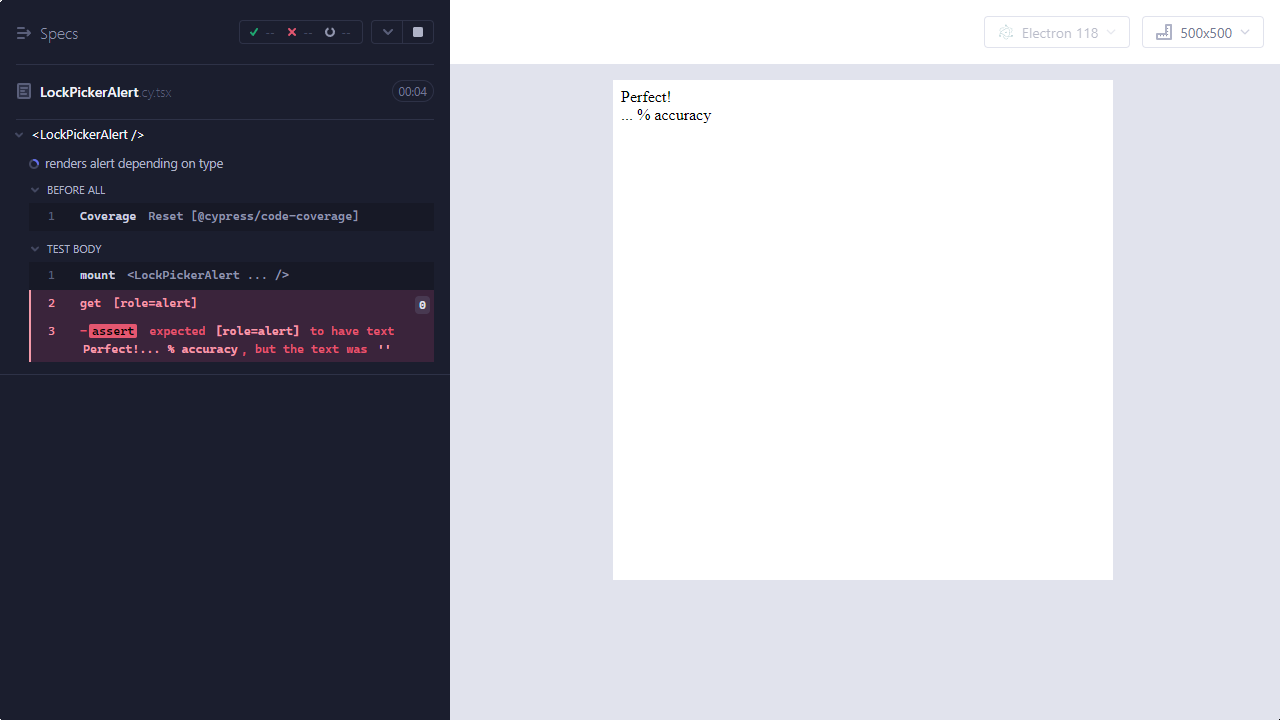 Specs
--
--
--
Electron 118
500x500
LockPickerAlert.cy.tsx
00:04
<LockPickerAlert />
renders alert depending on type
BEFORE ALL
1 Coverage Reset [@cypress/code-coverage]
TEST BODY
1 mount <LockPickerAlert ... />
2 get [role=alert] 0
3 -assert expected [role=alert] to have text
Perfect!... % accuracy, but the text was ''
Perfect!
... % accuracy